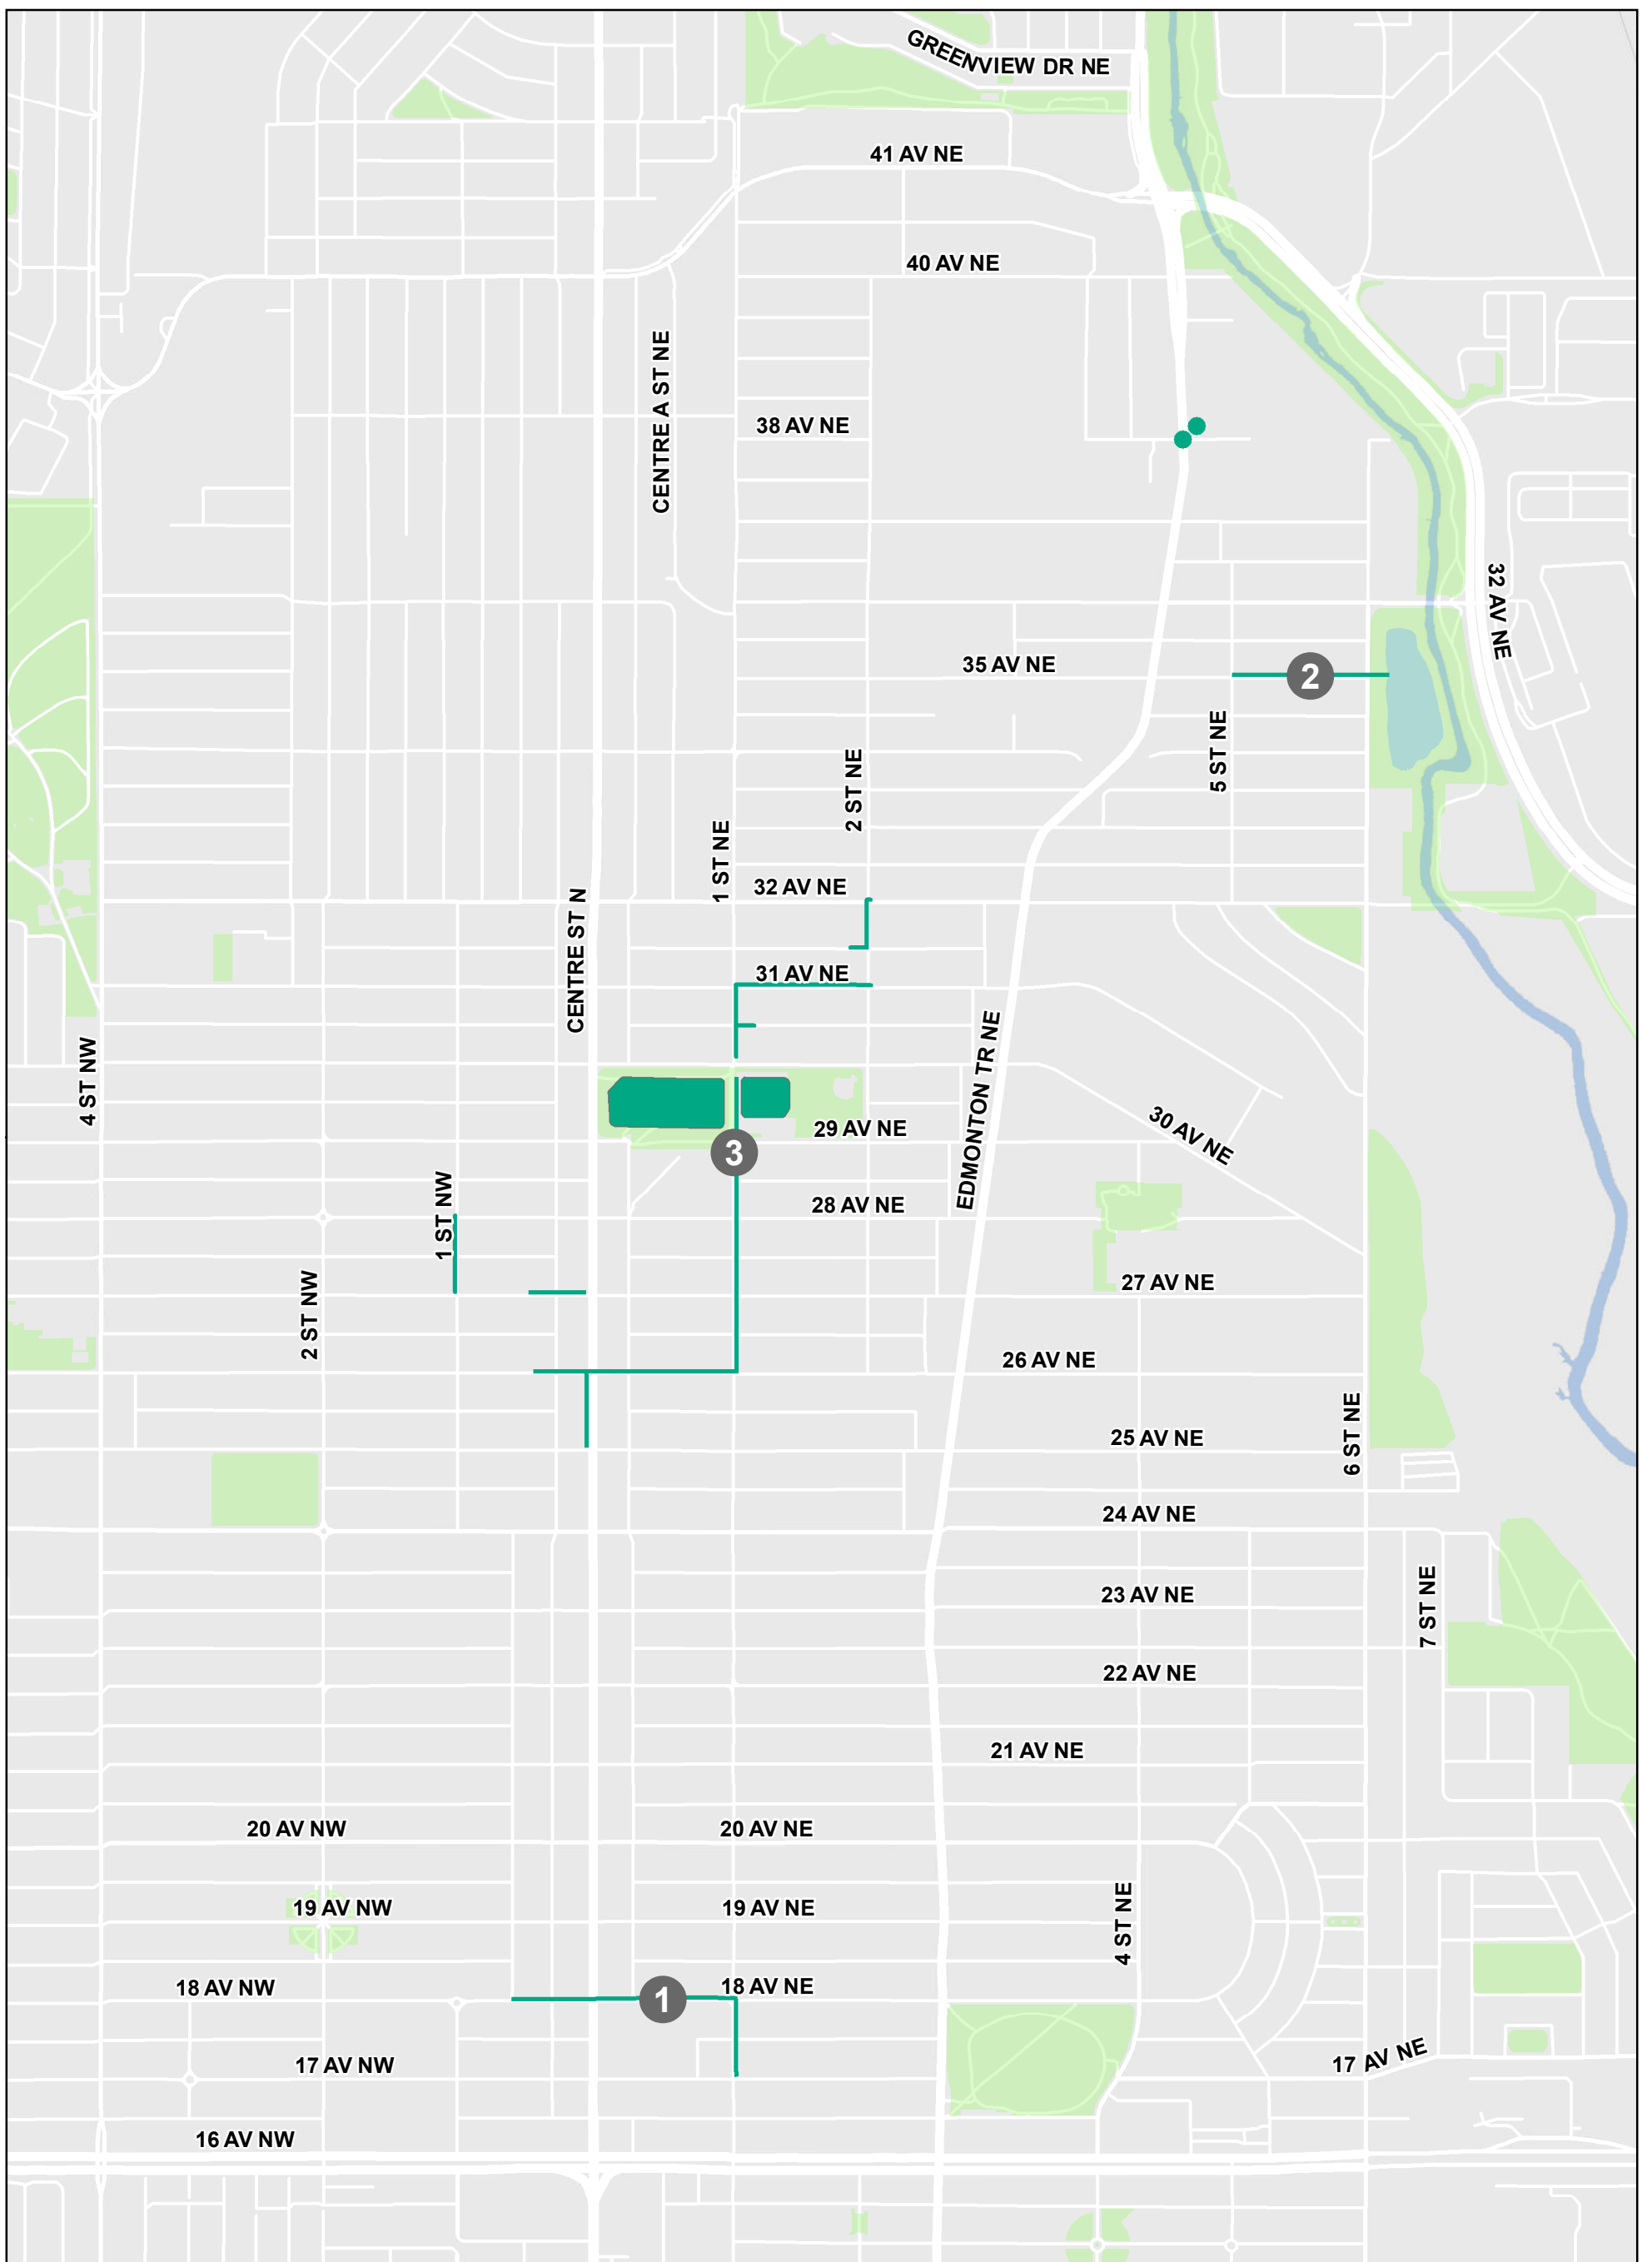 GREENVIEW DR NE
41 AV NE
40 AV NE
CENTRE A ST NE
38 AV NE
32 AV NE
35 AV NE
2
5 ST NE
2 ST NE
1 ST NE
32 AV NE
CENTRE ST N
31 AV NE
EDMONTON TR NE
4 ST NW
29 AV NE
30 AV NE
3
1 ST NW
28 AV NE
2 ST NW
27 AV NE
26 AV NE
6 ST NE
25 AV NE
24 AV NE
23 AV NE
7 ST NE
22 AV NE
21 AV NE
20 AV NW
20 AV NE
19 AV NW
19 AV NE
4 ST NE
18 AV NW
18 AV NE
1
17 AV NW
17 AV NE
16 AV NW